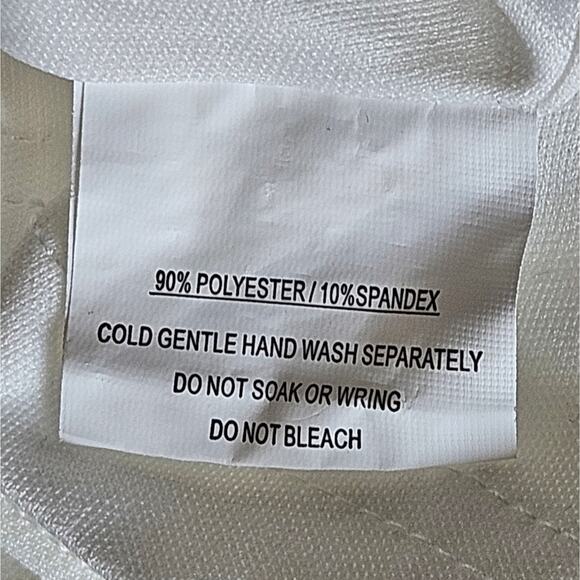 90% POLYESTER / 10%SPANDEX
COLD GENTLE HAND WASH SEPARATELY
DO NOT SOAK OR WRING
DO NOT BLEACH